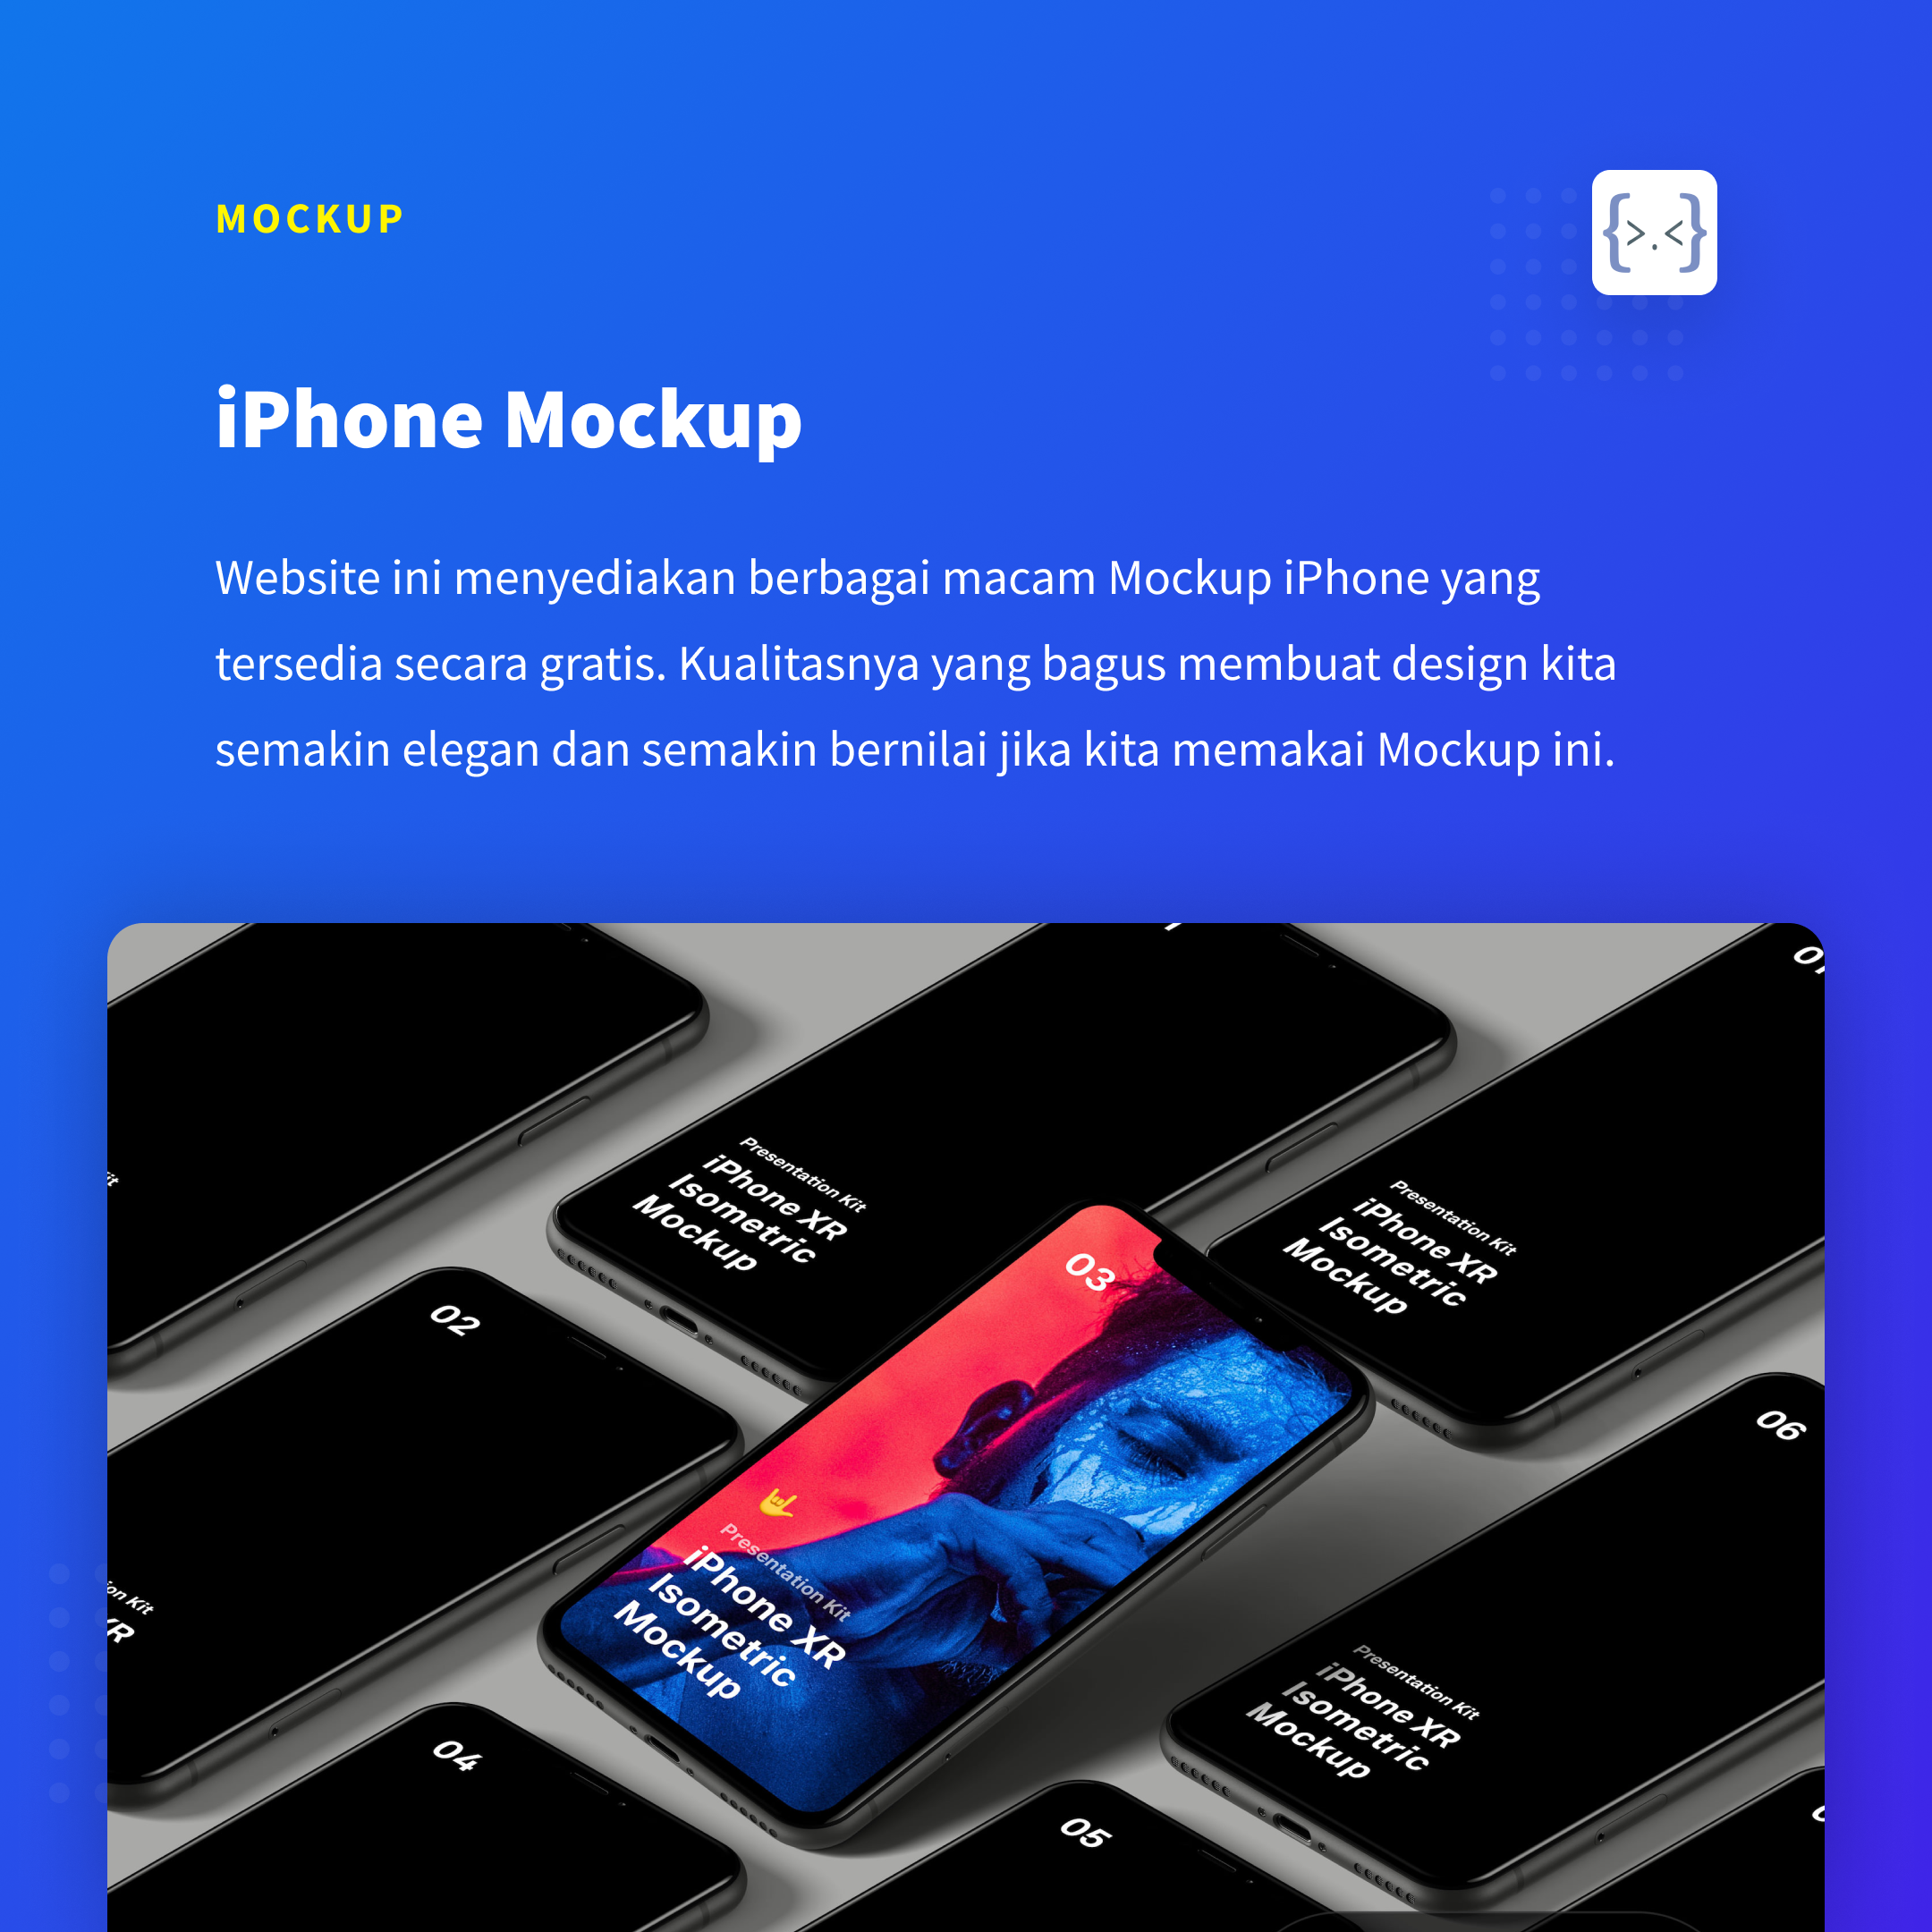 MOCKUP
{>.<}
iPhone Mockup
Website ini menyediakan berbagai macam Mockup iPhone yang
tersedia secara gratis. Kualitasnya yang bagus membuat design kita
semakin elegan dan semakin bernilai jika kita memakai Mockup ini.
Presentation Kit
iPhone XR
Isometric
Mockup
Presentation Kit
iPhone XR
Isometric
Mockup
02
03
Presentation Kit
iPhone XR
Isometric
Mockup
06
Presentation Kit
iPhone XR
Isometric
Mockup
04
05